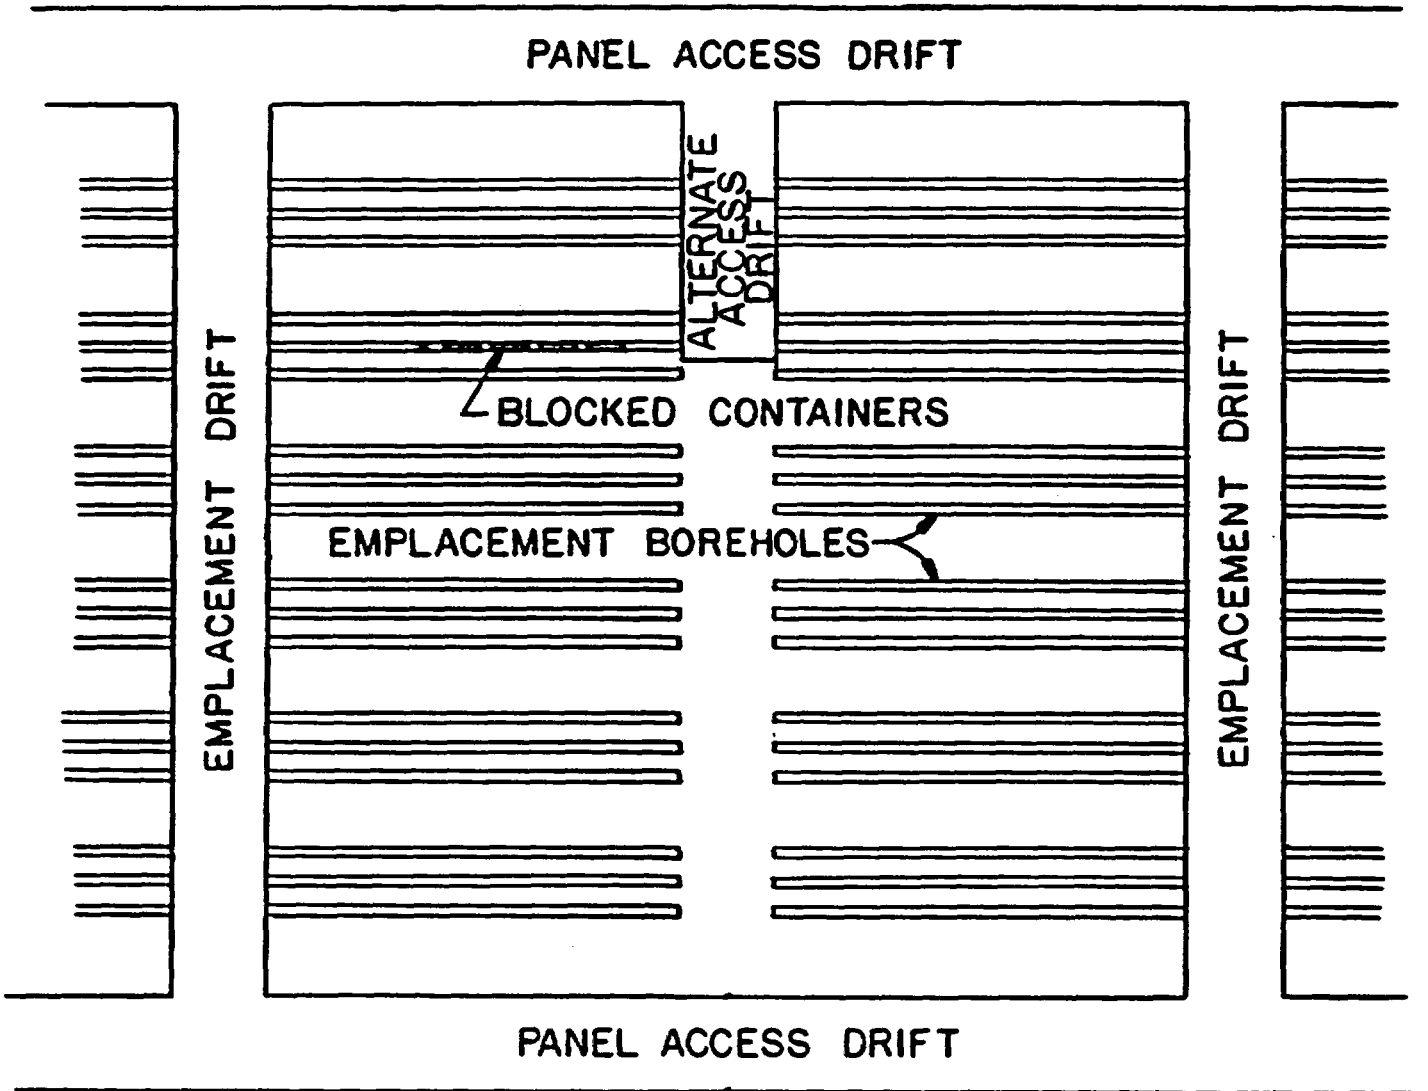 PANEL ACCESS DRIFT
ALTERNATE
ACCESS
DRIFT
EMPLACEMENT DRIFT
BLOCKED CONTAINERS
EMPLACEMENT DRIFT
EMPLACEMENT BOREHOLES
PANEL ACCESS DRIFT